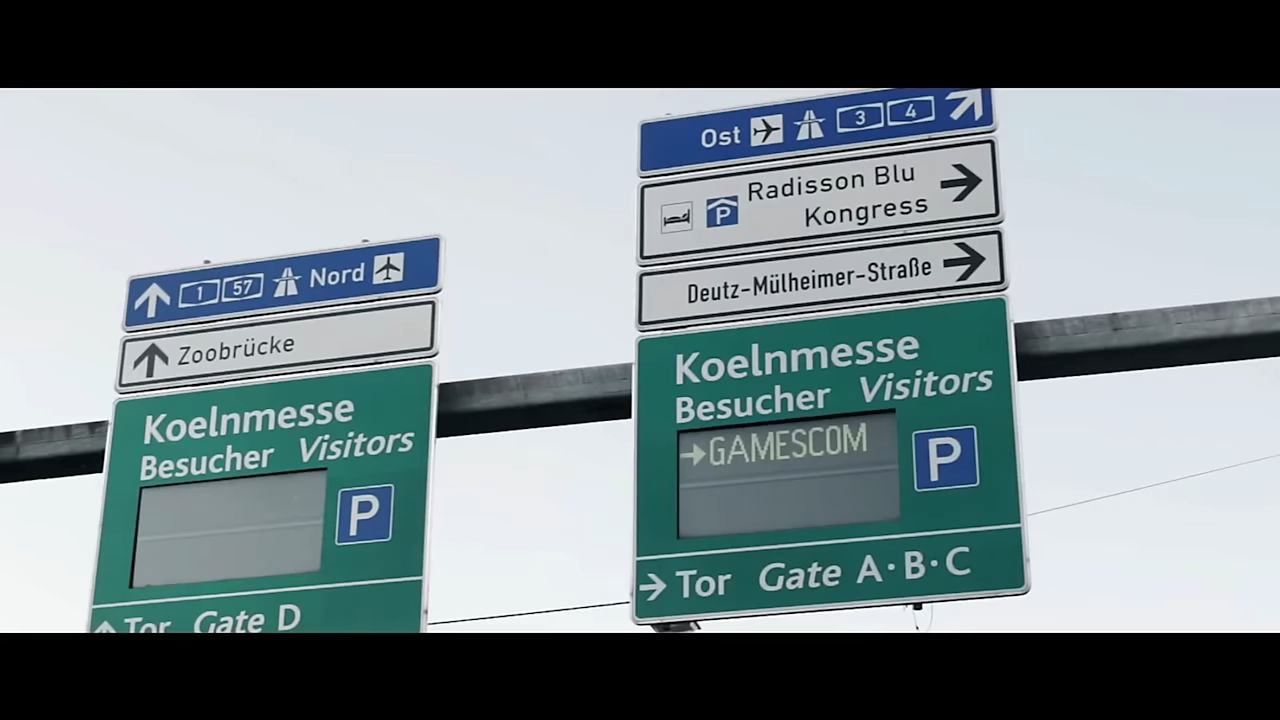 1 57 Nord
Zoobrücke
Koelnmesse
Besucher Visitors
P
Tor Gate D
Ost 3 4
P Radisson Blu
Kongress
Deutz-Mülheimer-Straße
Koelnmesse
Besucher Visitors
→GAMESCOM
P
Tor Gate A·B·C